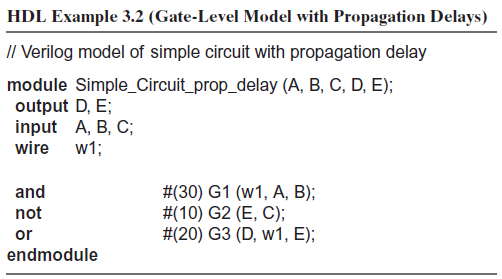 HDL Example 3.2 (Gate-Level Model with Propagation Delays)
// Verilog model of simple circuit with propagation delay
module Simple_Circuit_prop_delay (A, B, C, D, E);
output D, E;
input A, B, C;
wire w1;
and #(30) G1 (w1, A, B);
not #(10) G2 (E, C);
or #(20) G3 (D, w1, E);
endmodule